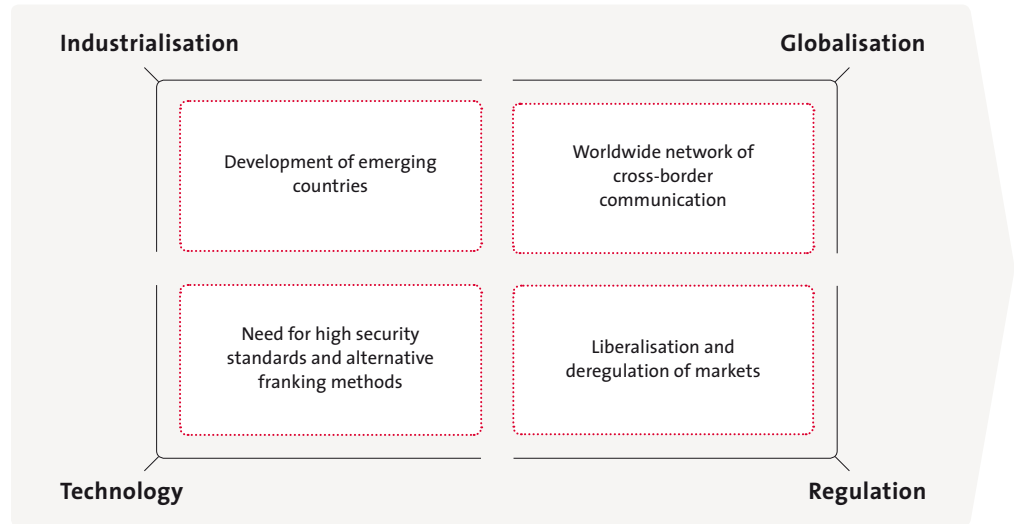 Industrialisation
Globalisation
Development of emerging
countries
Worldwide network of
cross-border
communication
Need for high security
standards and alternative
franking methods
Liberalisation and
deregulation of markets
Technology
Regulation